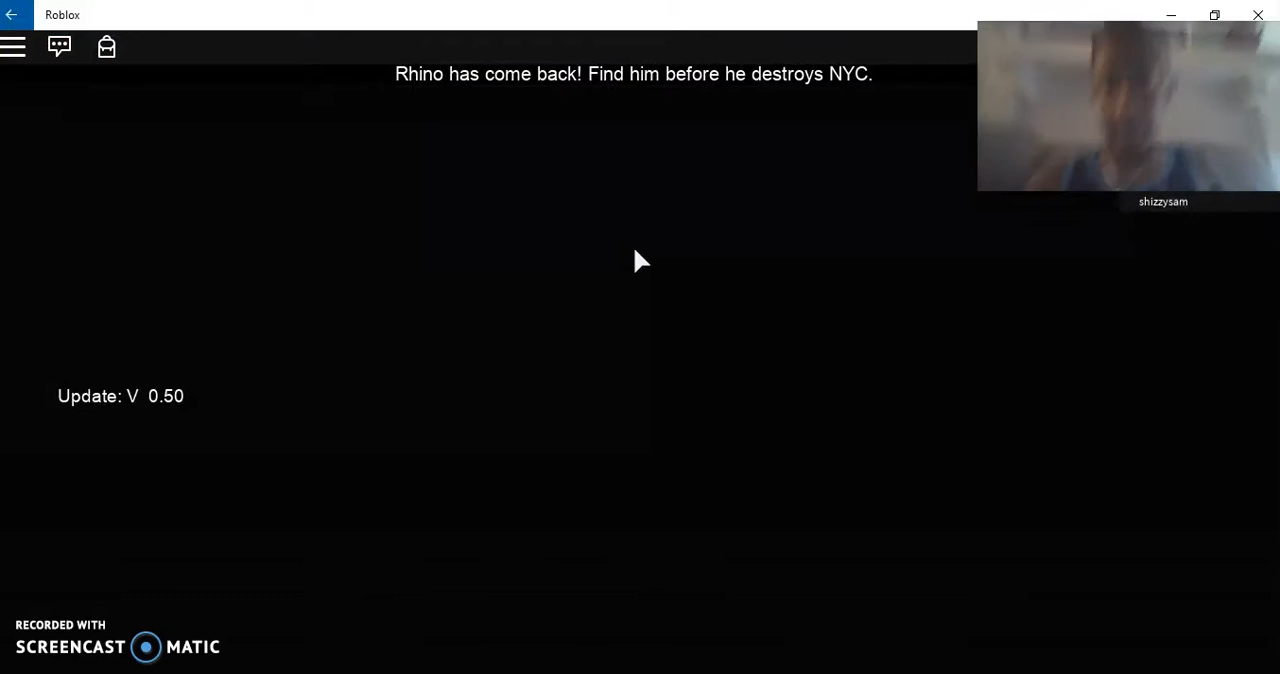 Roblox
Rhino has come back! Find him before he destroys NYC.
shizzysam
Update: V 0.50
RECORDED WITH
SCREENCAST MATIC